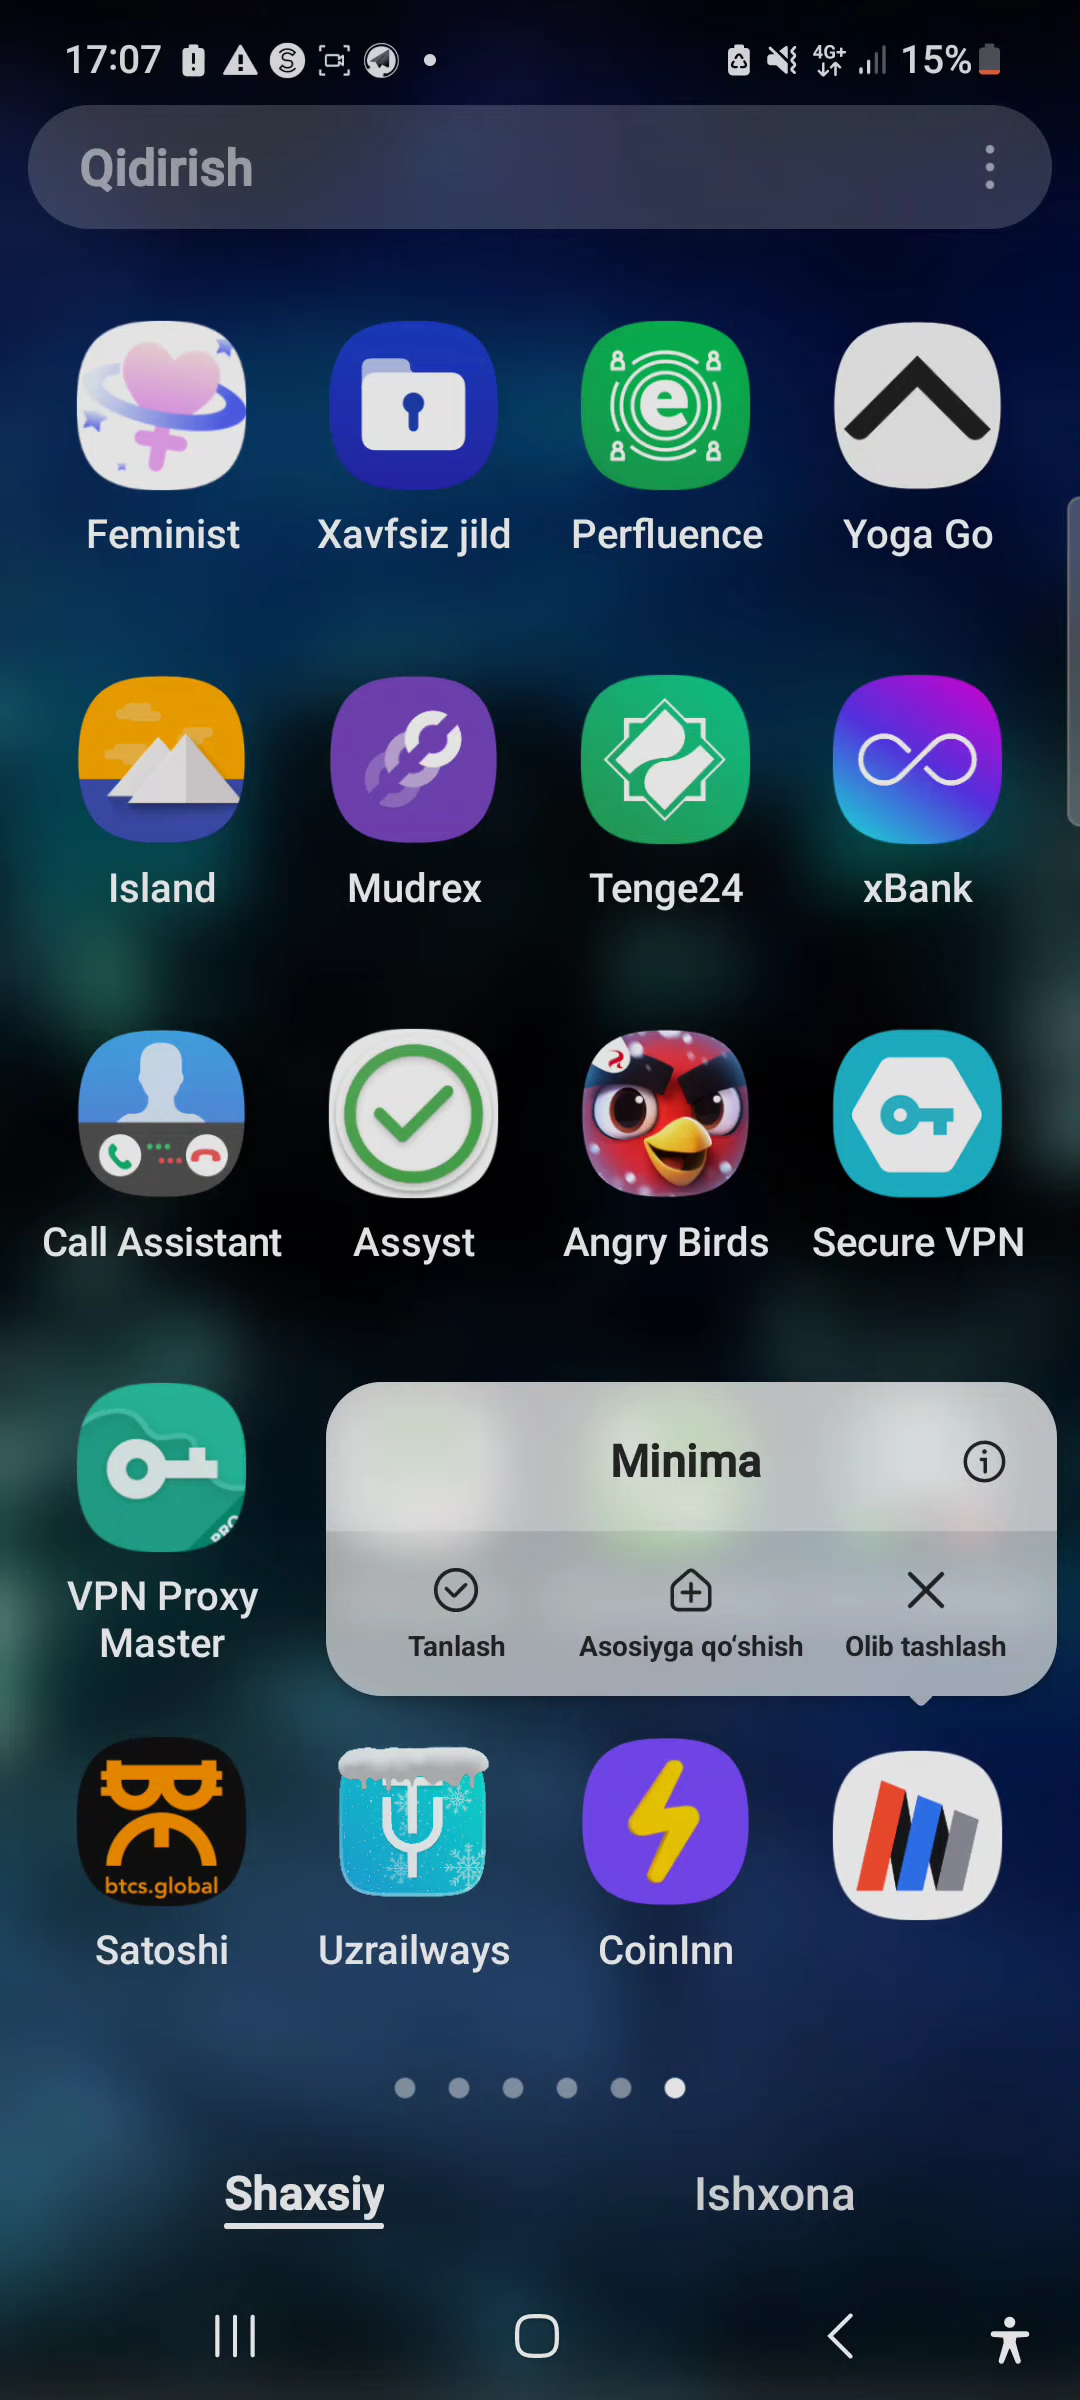 17:07
4G+
15%
Qidirish
Feminist
Xavfsiz jild
Perfluence
Yoga Go
Island
Mudrex
Tenge24
xBank
Call Assistant
Assyst
Angry Birds
Secure VPN
PRO
VPN Proxy
Master
Minima
Tanlash
Asosiyga qo‘shish
Olib tashlash
btcs.global
Satoshi
Uzrailways
CoinInn
Shaxsiy
Ishxona